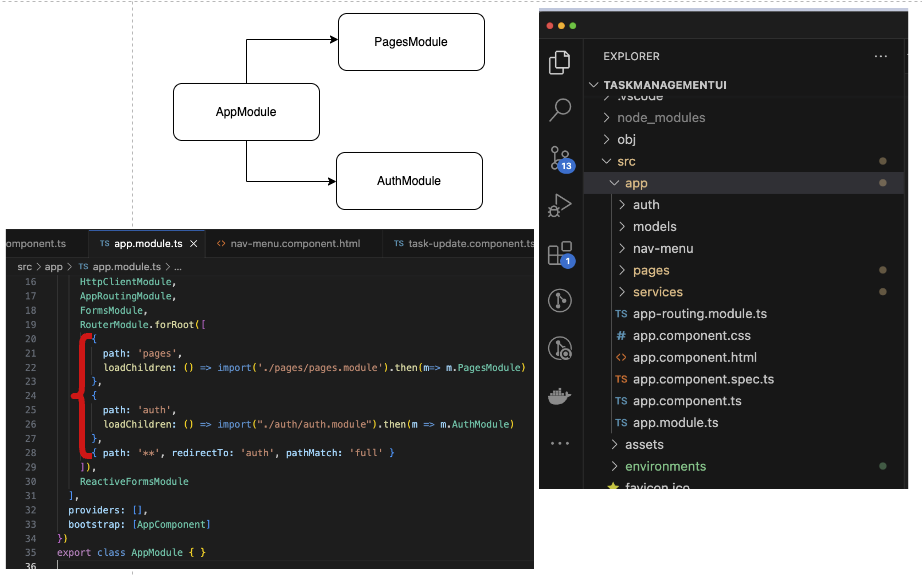 PagesModule
AppModule
AuthModule
omponent.ts
TS app.module.ts ×
<> nav-menu.component.html
TS task-update.component.ts
src > app > TS app.module.ts > ...
16 HttpClientModule,
17 AppRoutingModule,
18 FormsModule,
19 RouterModule.forRoot([
20 {
21 path: 'pages',
22 loadChildren: () => import('./pages/pages.module').then(m=> m.PagesModule)
23 },
24 {
25 path: 'auth',
26 loadChildren: () => import("./auth/auth.module").then(m => m.AuthModule)
27 },
28 { path: '**', redirectTo: 'auth', pathMatch: 'full' }
29 ]),
30 ReactiveFormsModule
31 ],
32 providers: [],
33 bootstrap: [AppComponent]
34 })
35 export class AppModule { }
36
EXPLORER ...
TASKMANAGEMENTUI
.vscode
node_modules
obj
src
app
auth
models
nav-menu
pages
services
TS app-routing.module.ts
# app.component.css
<> app.component.html
TS app.component.spec.ts
TS app.component.ts
TS app.module.ts
assets
environments
favicon.ico
13
1